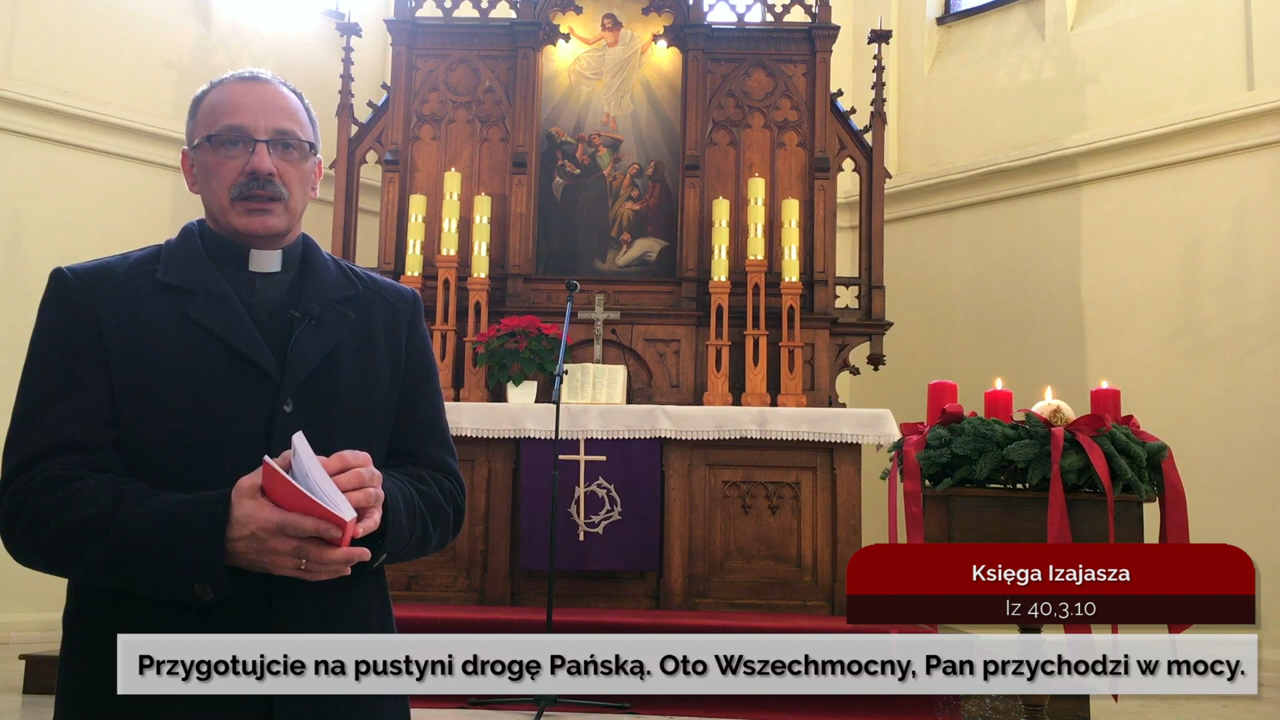 Księga Izajasza
Iz 40,3.10
Przygotujcie na pustyni drogę Pańską. Oto Wszechmocny, Pan przychodzi w mocy.